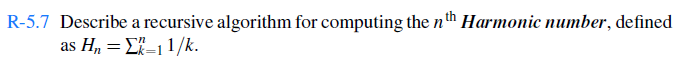 R-5.7 Describe a recursive algorithm for computing the nᵗʰ Harmonic number, defined
as Hₙ = ∑ⁿₖ₌₁ 1/k.